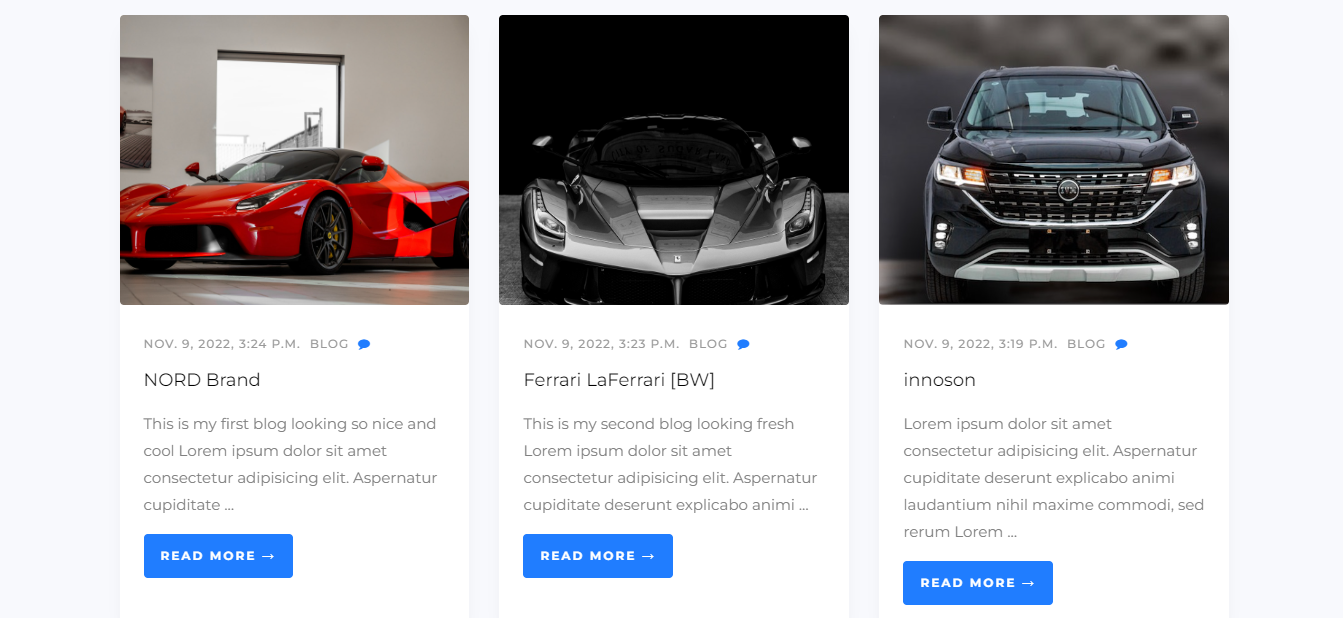 NOV. 9, 2022, 3:24 P.M. BLOG
NORD Brand
This is my first blog looking so nice and
cool Lorem ipsum dolor sit amet
consectetur adipisicing elit. Aspernatur
cupiditate ...
READ MORE →
NOV. 9, 2022, 3:23 P.M. BLOG
Ferrari LaFerrari [BW]
This is my second blog looking fresh
Lorem ipsum dolor sit amet
consectetur adipisicing elit. Aspernatur
cupiditate deserunt explicabo animi ...
READ MORE →
IVM
NOV. 9, 2022, 3:19 P.M. BLOG
innoson
Lorem ipsum dolor sit amet
consectetur adipisicing elit. Aspernatur
cupiditate deserunt explicabo animi
laudantium nihil maxime commodi, sed
rerum Lorem ...
READ MORE →